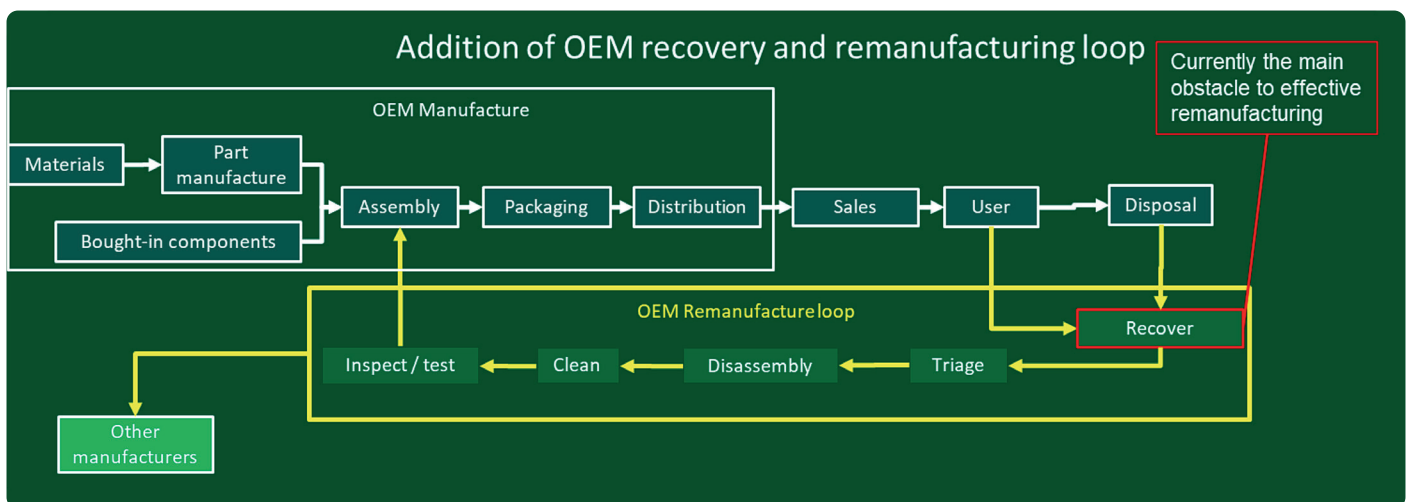 Addition of OEM recovery and remanufacturing loop
Currently the main
obstacle to effective
remanufacturing
OEM Manufacture
Materials
Part
manufacture
Bought-in components
Assembly
Packaging
Distribution
Sales
User
Disposal
OEM Remanufacture loop
Recover
Triage
Disassembly
Clean
Inspect / test
Other
manufacturers